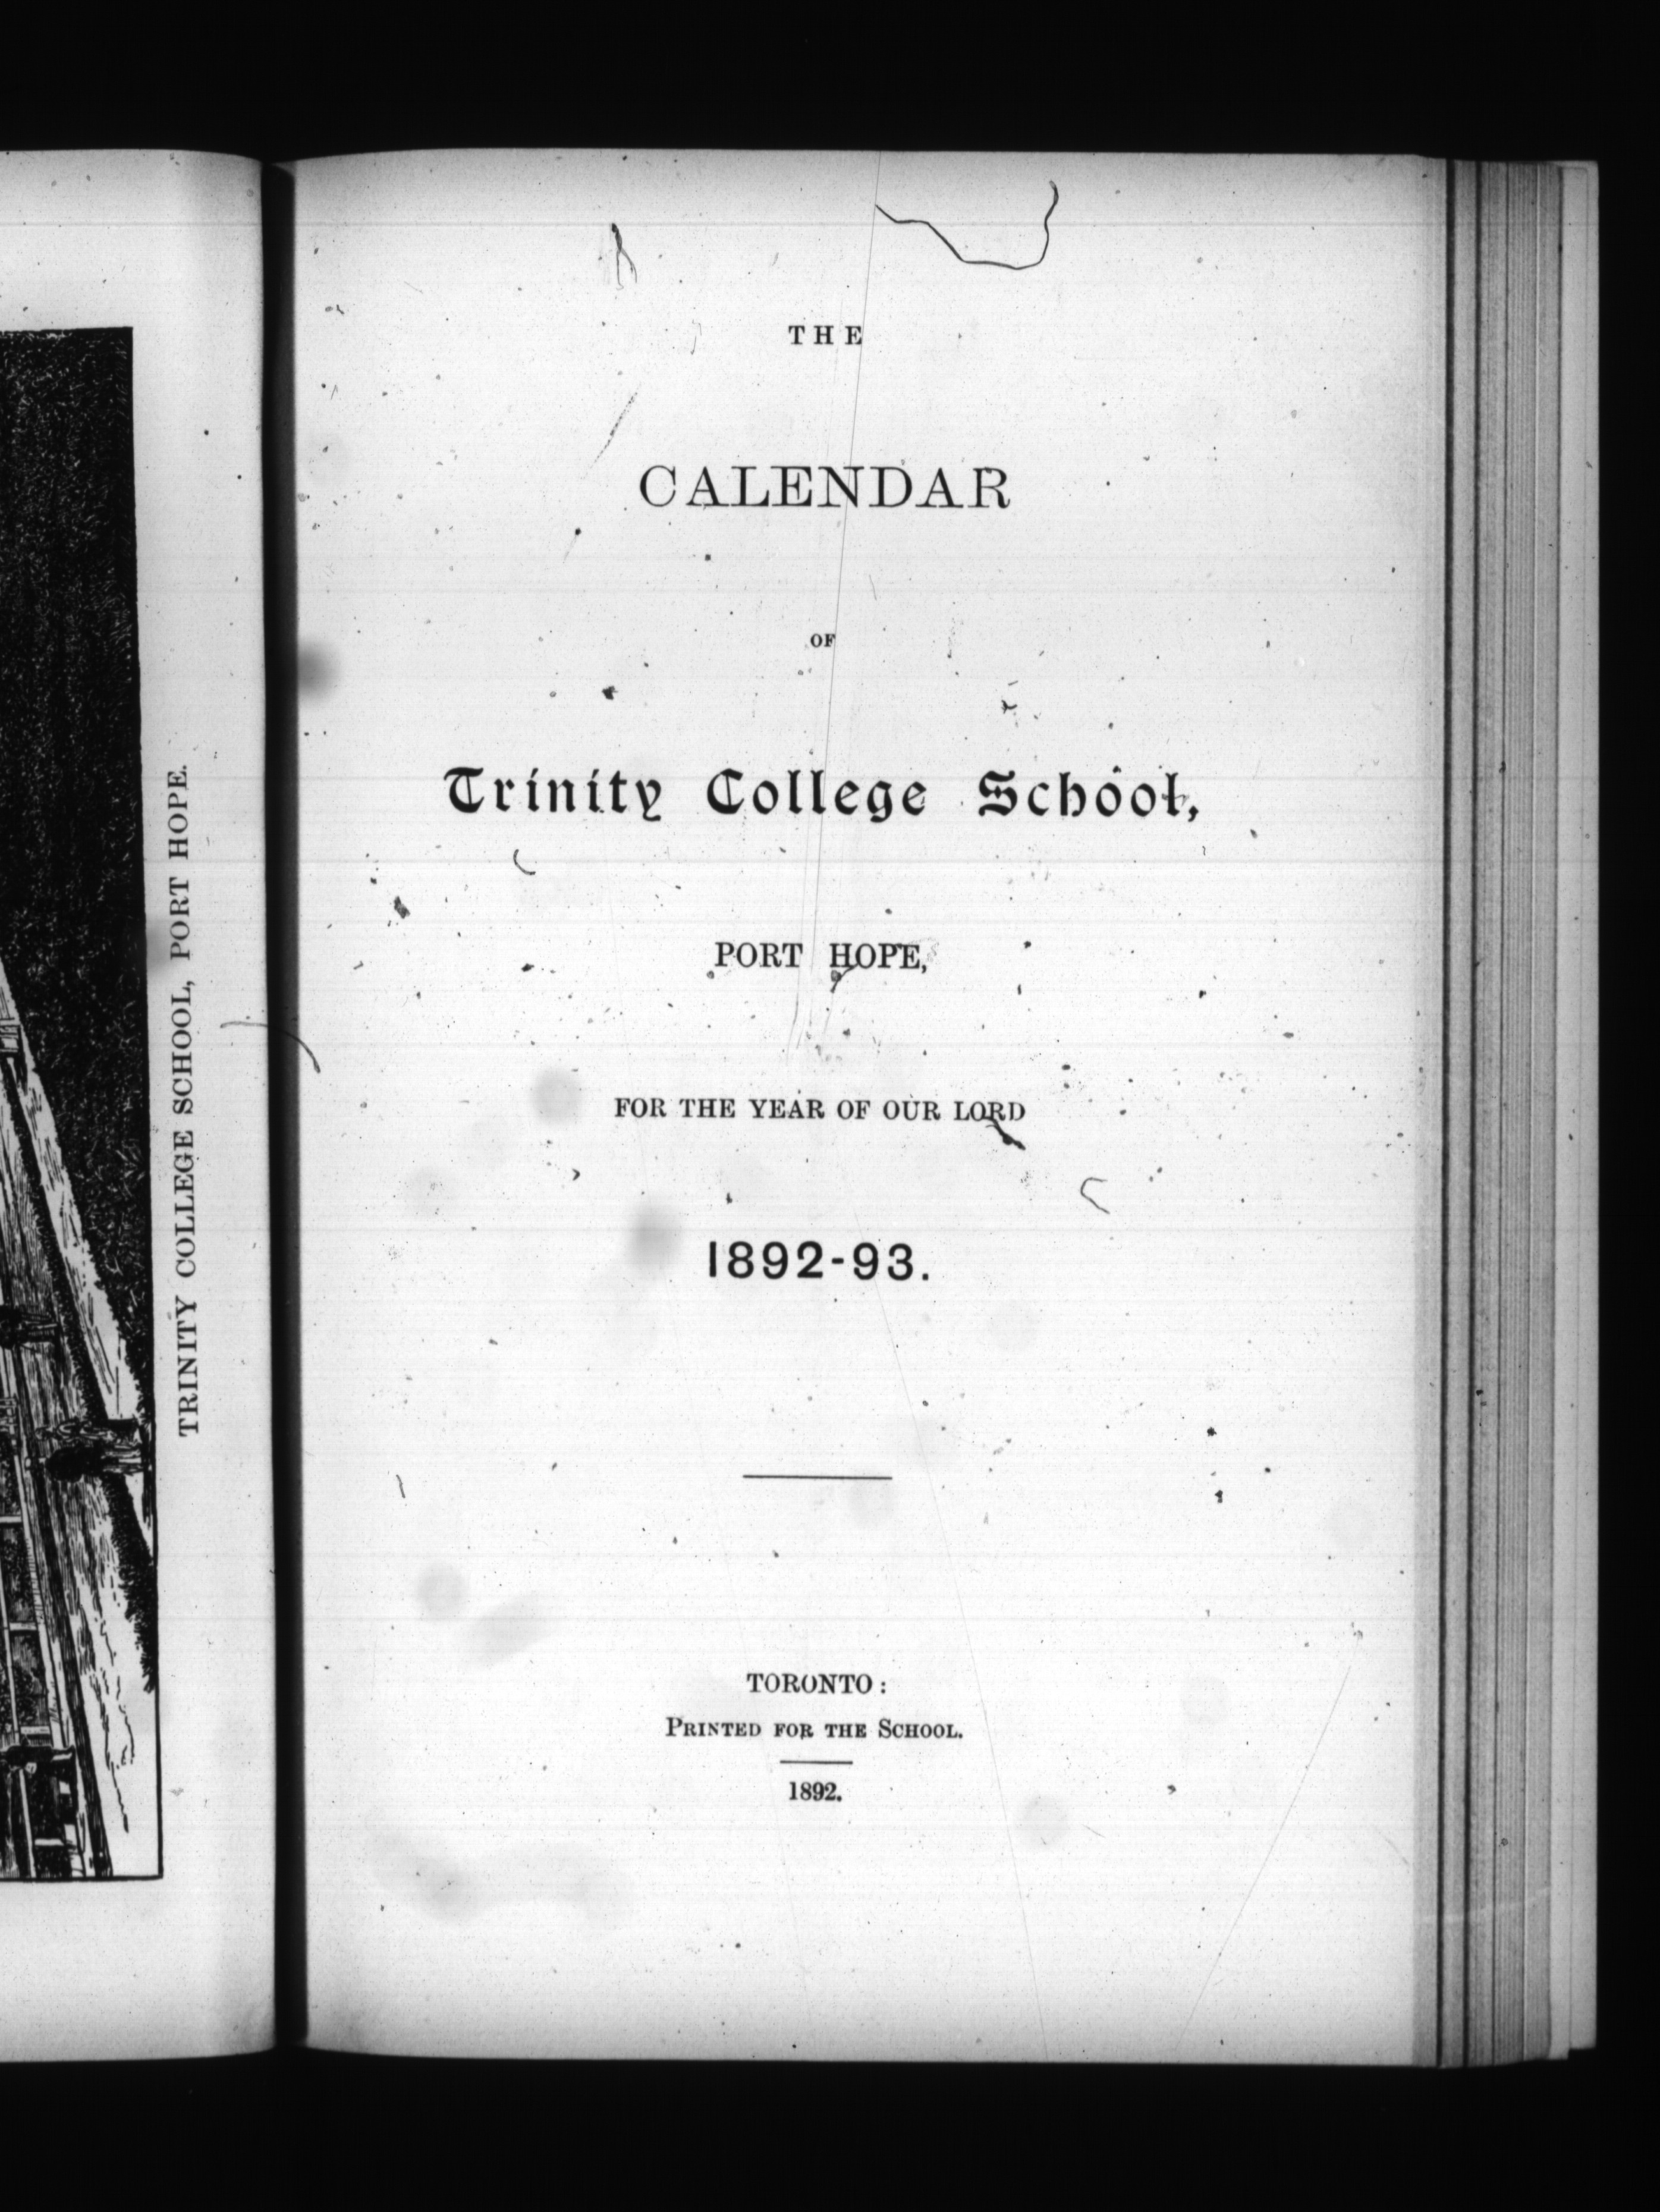 TRINITY COLLEGE SCHOOL, PORT HOPE.
THE
CALENDAR
OF
Trinity College School,
PORT HOPE,
FOR THE YEAR OF OUR LORD
1892-93.
TORONTO:
PRINTED FOR THE SCHOOL.
1892.